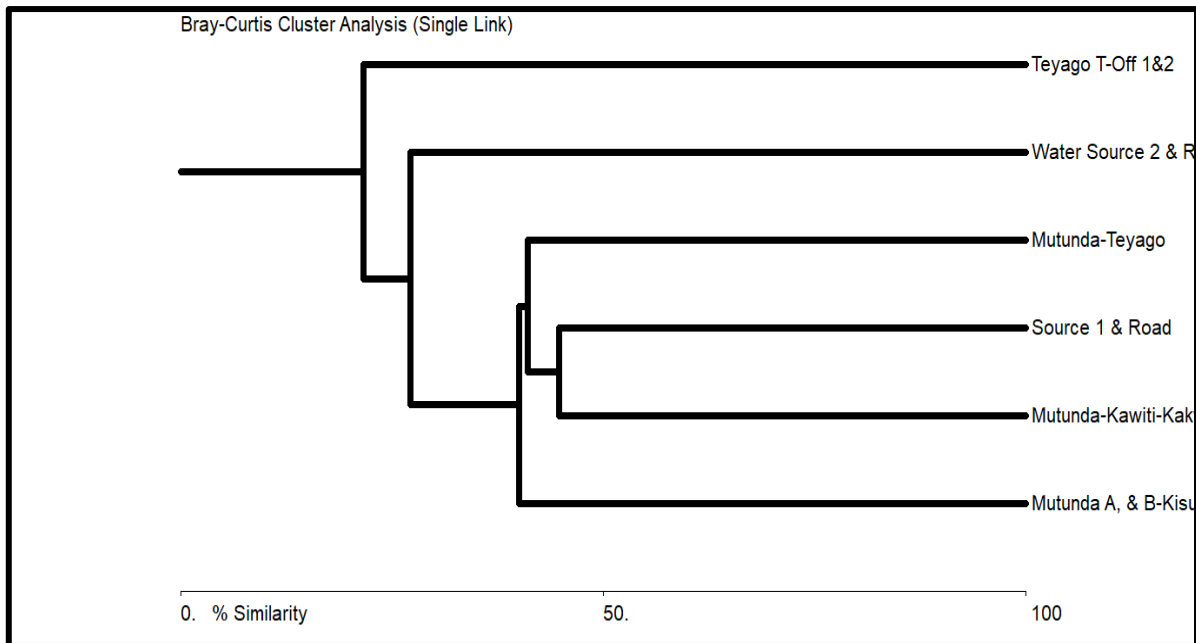 Bray-Curtis Cluster Analysis (Single Link)
Teyago T-Off 1&2
Water Source 2 & R
Mutunda-Teyago
Source 1 & Road
Mutunda-Kawiti-Kak
Mutunda A, & B-Kisu
0. % Similarity 50. 100